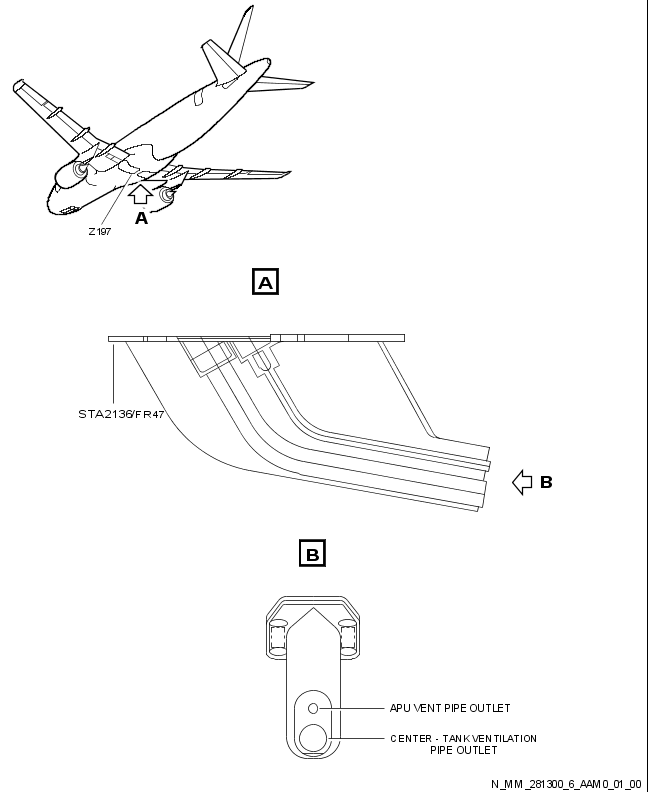 A
Z197
A
STA2136/FR47
B
B
APU VENT PIPE OUTLET
CENTER - TANK VENTILATION
PIPE OUTLET
N_MM_281300_6_AAM0_01_00